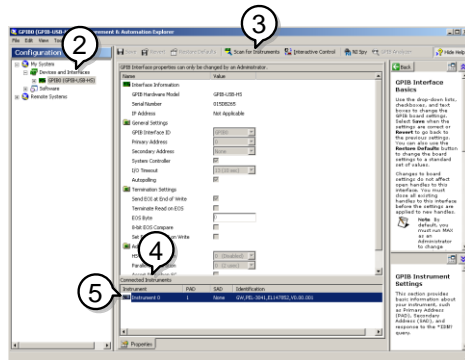 GPIB0 (GPIB-USB-HS) - Measurement & Automation Explorer
File Edit View Tools
Configuration
Save Revert Restore Defaults Scan for Instruments Interactive Control NI Spy Hide Help
3
2
My System
Devices and Interfaces
GPIB0 (GPIB-USB-HS)
Software
Remote Systems
GPIB Interface properties can only be changed by an Administrator.
Name Value
Interface Information
GPIB Hardware Model GPIB-USB-HS
Serial Number
IP Address Not Applicable
General Settings
GPIB Interface ID GPIB0
Primary Address 0
Secondary Address None
System Controller
I/O Timeout
Autopolling
Termination Settings
Send EOI at End of Write
Terminate Read on EOS
EOS Byte 0
8-bit EOS Compare
on Write
4
5
Connected Instruments
Instrument PAD SAD Identification
Instrument 0 1 None
Properties
Back
GPIB Interface
Basics
Use the drop-down lists,
checkboxes, and text
boxes to change the
GPIB board settings.
Select Save when the
settings are correct or
Revert to go back to
the previous settings.
You can also use the
Restore Defaults button
to change the board
settings to a standard
set of values.
Changes to board
settings do not affect
open handles to this
interface. You must
close all existing
handles to this interface
before the settings are
applied to new handles.
Note By
default, you
must run MAX
as an
Administrator
to change
GPIB Instrument
Settings
This section provides
basic information about
your instrument, such
as Primary Address
(PAD), Secondary
Address (SAD), and
response to the *IDN?
query.